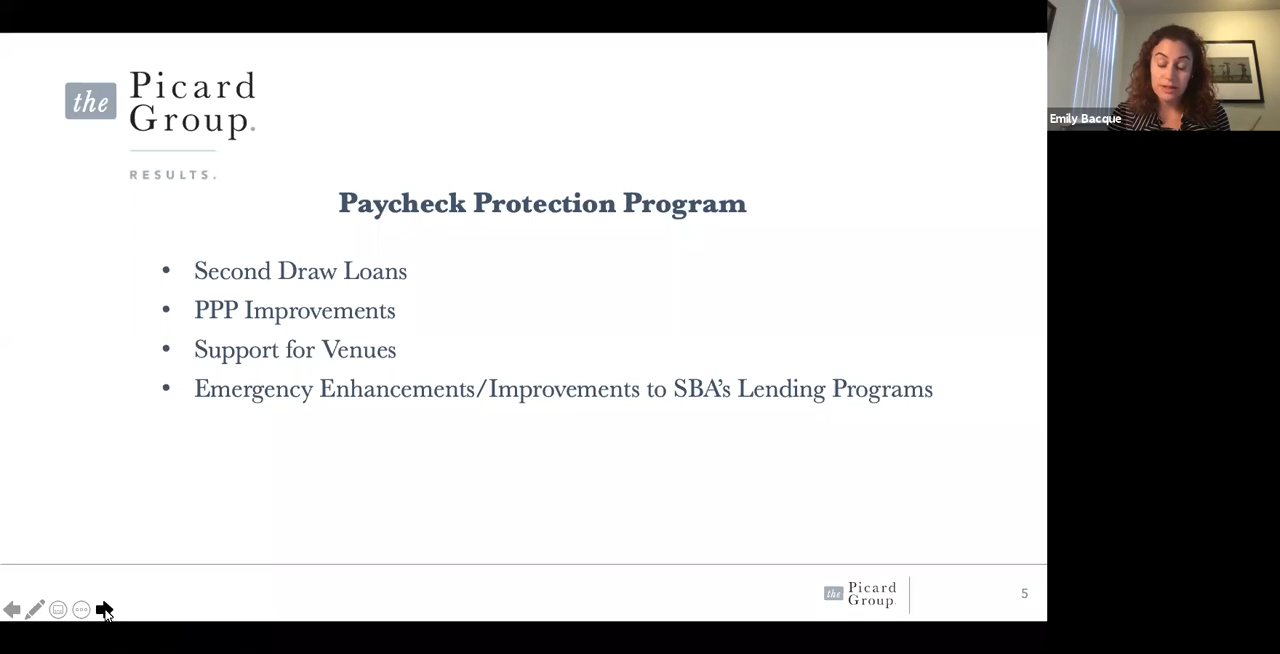 the Picard
Group.
RESULTS.
Paycheck Protection Program
• Second Draw Loans
• PPP Improvements
• Support for Venues
• Emergency Enhancements/Improvements to SBA’s Lending Programs
the Picard
Group.
5
Emily Bacque